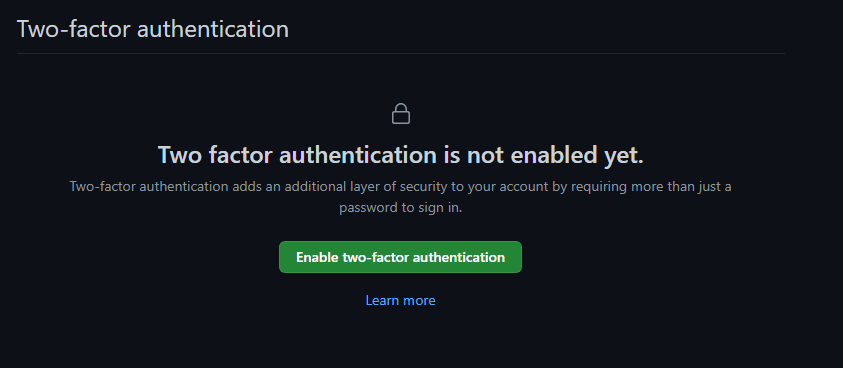 Two-factor authentication
Two factor authentication is not enabled yet.
Two-factor authentication adds an additional layer of security to your account by requiring more than just a
password to sign in.
Enable two-factor authentication
Learn more